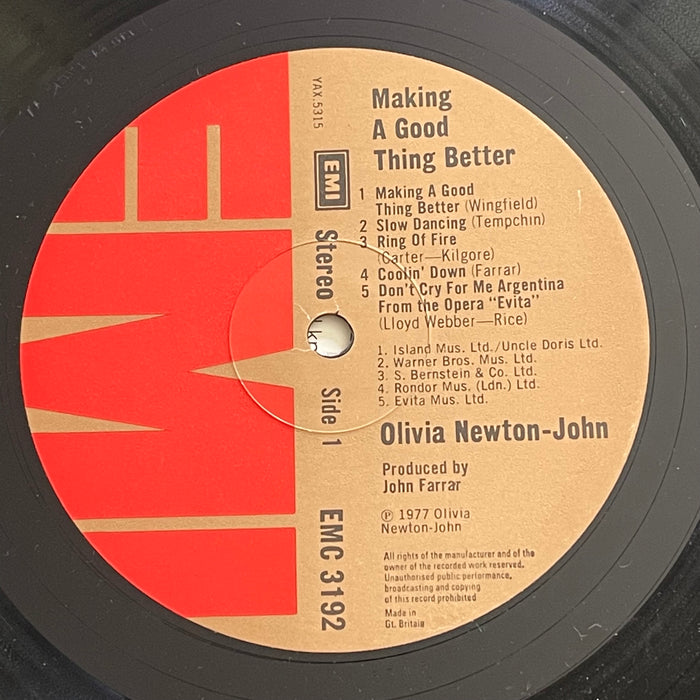 Making
A Good
Thing Better
1 Making A Good
Thing Better (Wingfield)
2 Slow Dancing (Tempchin)
3 Ring Of Fire
(Carter—Kilgore)
4 Coolin' Down (Farrar)
5 Don't Cry For Me Argentina
From the Opera "Evita"
(Lloyd Webber—Rice)
1. Island Mus. Ltd./Uncle Doris Ltd.
2. Warner Bros. Mus. Ltd.
3. S. Bernstein & Co. Ltd.
4. Rondor Mus. (Ldn.) Ltd.
5. Evita Mus. Ltd.
Olivia Newton-John
Produced by
John Farrar
℗ 1977 Olivia
Newton-John
All rights of the manufacturer and of the
owner of the recorded work reserved.
Unauthorised public performance,
broadcasting and copying
of this record prohibited
Made in
Gt. Britain
YAX.5315
EMI
Stereo
Side 1
EMC 3192
EMI